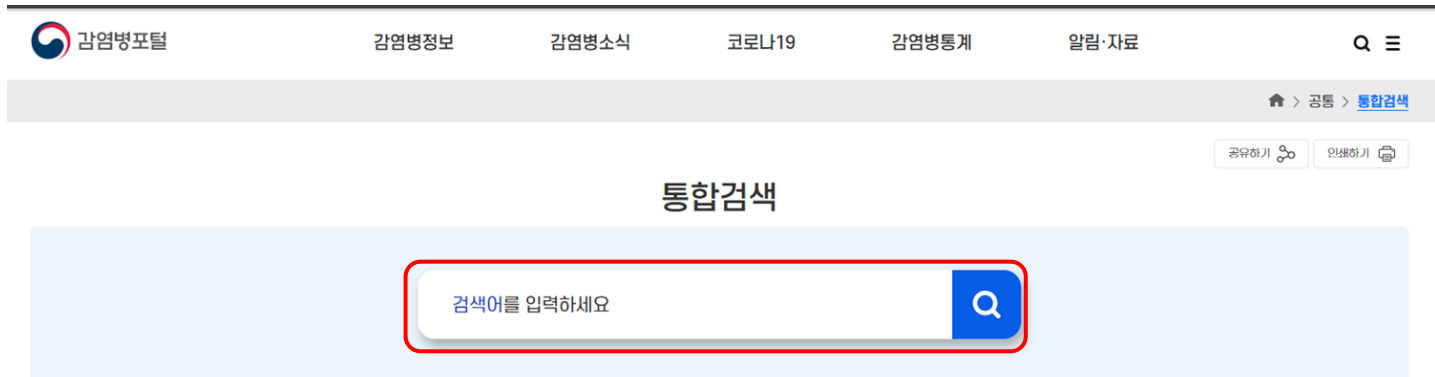 감염병포털
감염병정보 감염병소식 코로나19 감염병통계 알림·자료
공통 > 통합검색
공유하기 인쇄하기
통합검색
검색어를 입력하세요